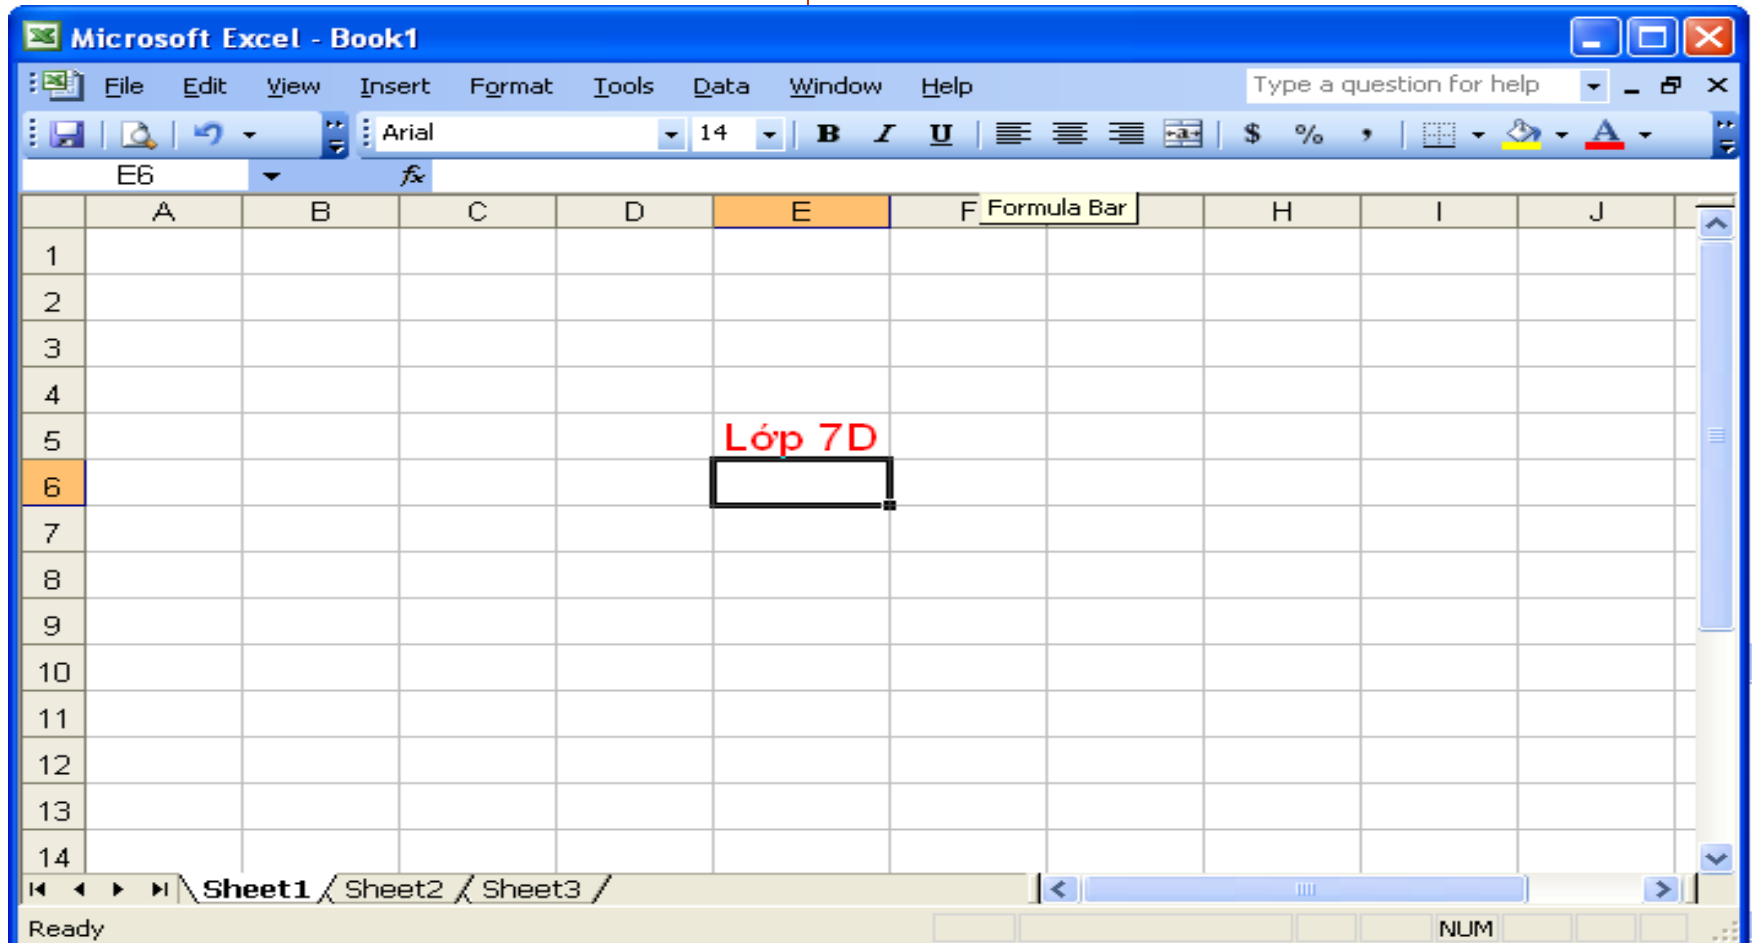 Microsoft Excel - Book1
File Edit View Insert Format Tools Data Window Help Type a question for help
Arial 14 B I U $ % ,
E6 fx
A B C D E F Formula Bar H I J
1
2
3
4
5 Lớp 7D
6
7
8
9
10
11
12
13
14
Sheet1 Sheet2 Sheet3
Ready NUM